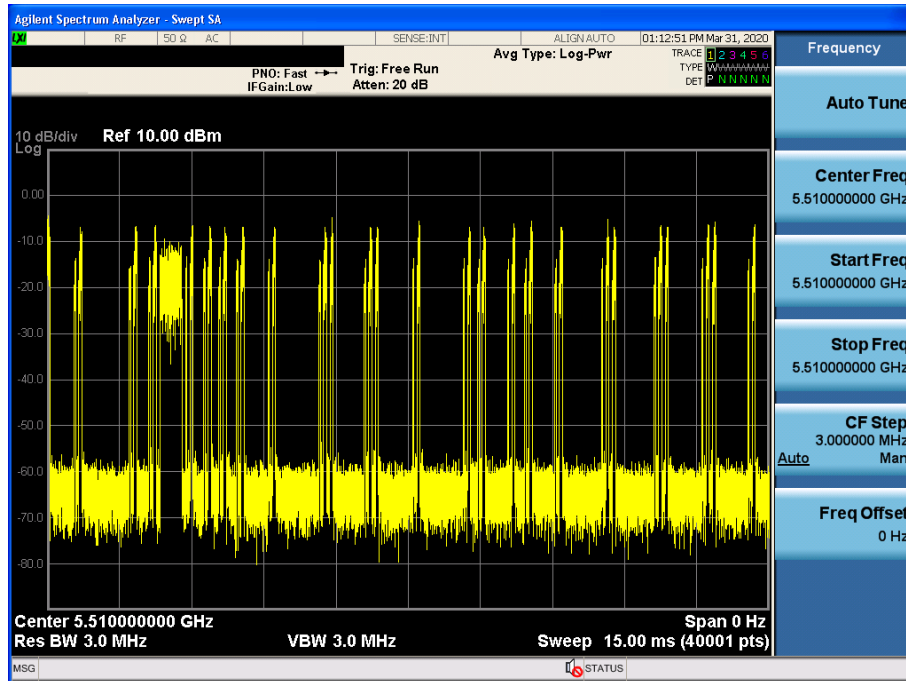 Agilent Spectrum Analyzer - Swept SA
LXI RF 50 Ω AC SENSE:INT ALIGN AUTO 01:12:51 PM Mar 31, 2020
Frequency
PNO: Fast
IFGain:Low
Trig: Free Run
Atten: 20 dB
Avg Type: Log-Pwr
TRACE 1 2 3 4 5 6
TYPE
DET P N N N N N
Auto Tune
10 dB/div
Log
Ref 10.00 dBm
0.00
-10.0
-20.0
-30.0
-40.0
-50.0
-60.0
-70.0
-80.0
Center Freq
5.510000000 GHz
Start Freq
5.510000000 GHz
Stop Freq
5.510000000 GHz
CF Step
3.000000 MHz
Auto Man
Freq Offset
0 Hz
Center 5.510000000 GHz Span 0 Hz
Res BW 3.0 MHz VBW 3.0 MHz Sweep 15.00 ms (40001 pts)
MSG STATUS